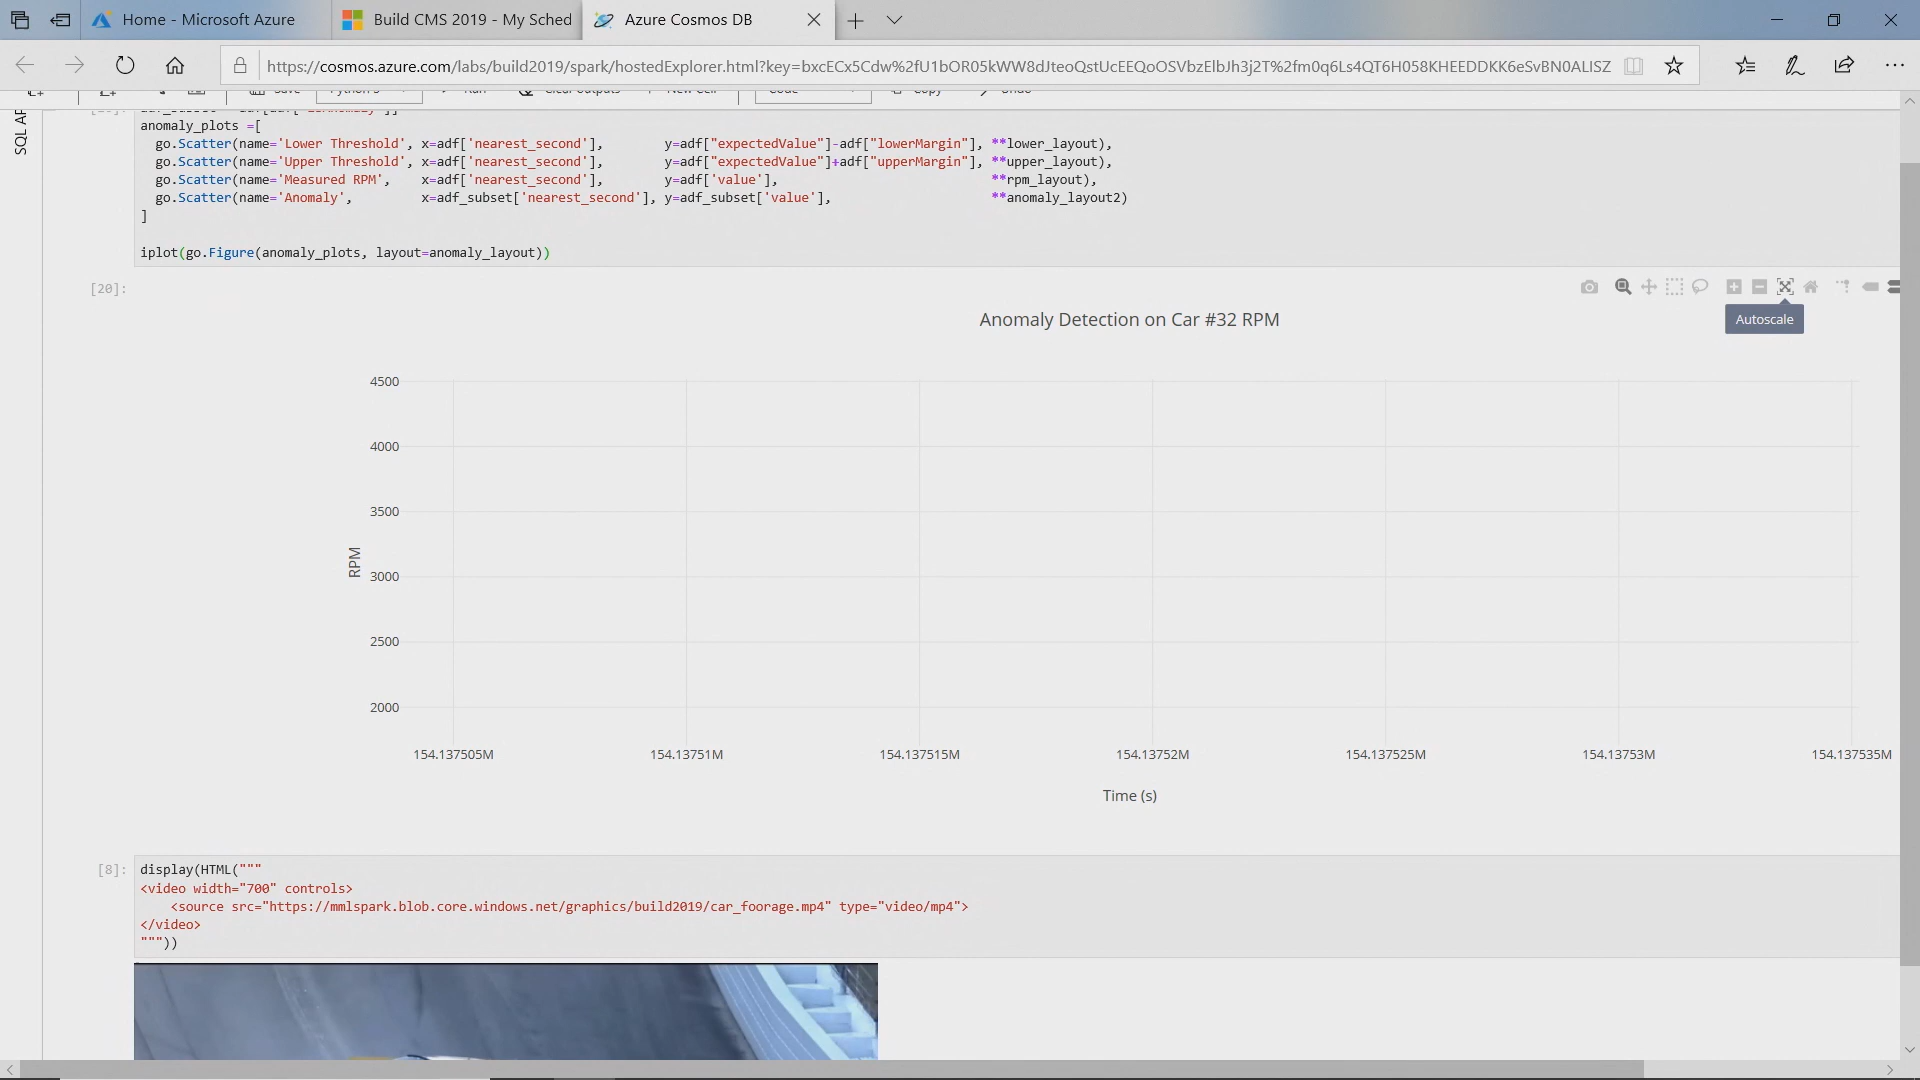 Home - Microsoft Azure
Build CMS 2019 - My Sched
Azure Cosmos DB
https://cosmos.azure.com/labs/build2019/spark/hostedExplorer.html?key=bxcECx5Cdw%2fU1bOR05kWW8dJteoQstUcEEQoOSVbzElbJh3j2T%2fm0q6Ls4QT6H058KHEEDDKK6eSvBN0ALISZ
SQL AP
anomaly_plots =[
go.Scatter(name='Lower Threshold', x=adf['nearest_second'], y=adf["expectedValue"]-adf["lowerMargin"], **lower_layout),
go.Scatter(name='Upper Threshold', x=adf['nearest_second'], y=adf["expectedValue"]+adf["upperMargin"], **upper_layout),
go.Scatter(name='Measured RPM', x=adf['nearest_second'], y=adf['value'], **rpm_layout),
go.Scatter(name='Anomaly', x=adf_subset['nearest_second'], y=adf_subset['value'], **anomaly_layout2)
]
iplot(go.Figure(anomaly_plots, layout=anomaly_layout))
[20]:
Anomaly Detection on Car #32 RPM
Autoscale
4500
4000
3500
RPM
3000
2500
2000
154.137505M 154.13751M 154.137515M 154.13752M 154.137525M 154.13753M 154.137535M
Time (s)
[8]:
display(HTML("""
<video width="700" controls>
<source src="https://mmlspark.blob.core.windows.net/graphics/build2019/car_foorage.mp4" type="video/mp4">
</video>
"""))